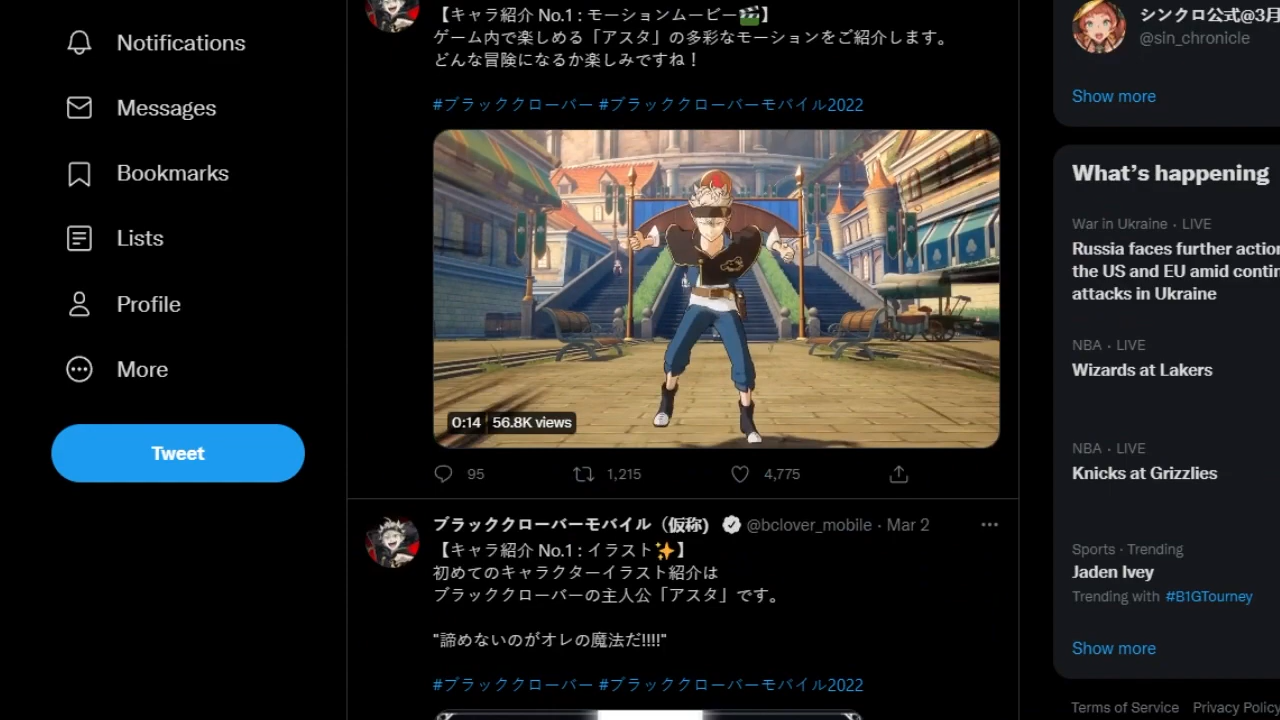 Notifications
Messages
Bookmarks
Lists
Profile
More
Tweet
【キャラ紹介 No.1 : モーションムービー🎬】
ゲーム内で楽しめる「アスタ」の多彩なモーションをご紹介します。
どんな冒険になるか楽しみですね！
#ブラッククローバー #ブラッククローバーモバイル2022
0:14 56.8K views
95 1,215 4,775
ブラッククローバーモバイル（仮称） @bclover_mobile · Mar 2
【キャラ紹介 No.1 : イラスト✨】
初めてのキャラクターイラスト紹介は
ブラッククローバーの主人公「アスタ」です。
"諦めないのがオレの魔法だ!!!!"
#ブラッククローバー #ブラッククローバーモバイル2022
シンクロ公式@3月
@sin_chronicle
Show more
What's happening
War in Ukraine · LIVE
Russia faces further action
the US and EU amid contin
attacks in Ukraine
NBA · LIVE
Wizards at Lakers
NBA · LIVE
Knicks at Grizzlies
Sports · Trending
Jaden Ivey
Trending with #B1GTourney
Show more
Terms of Service Privacy Policy